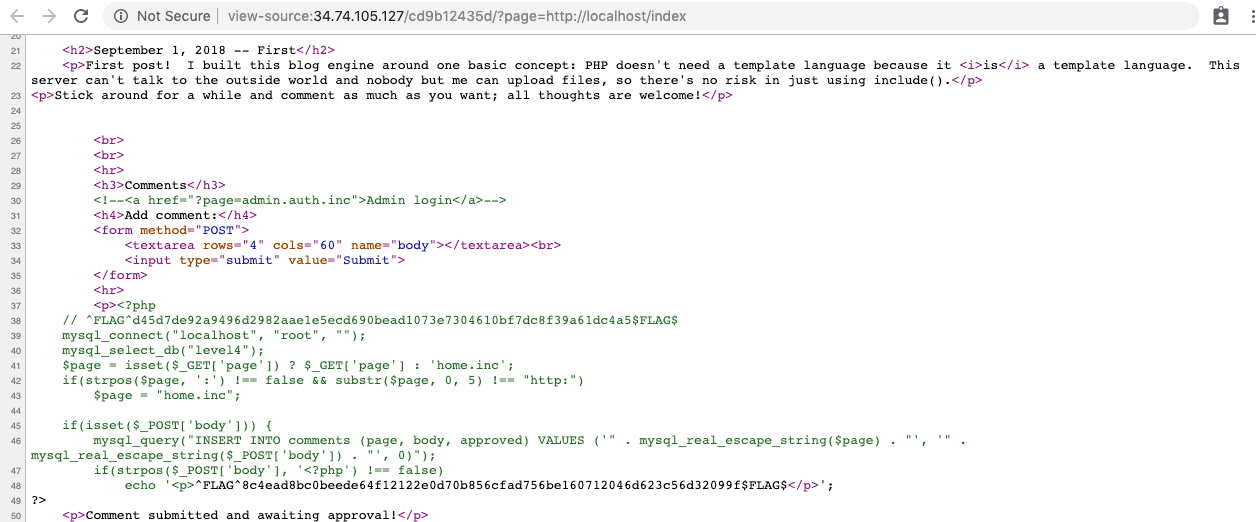 Not Secure | view-source:34.74.105.127/cd9b12435d/?page=http://localhost/index
20
21 <h2>September 1, 2018 -- First</h2>
22 <p>First post!  I built this blog engine around one basic concept: PHP doesn't need a template language because it <i>is</i> a template language.  This
server can't talk to the outside world and nobody but me can upload files, so there's no risk in just using include().</p>
23 <p>Stick around for a while and comment as much as you want; all thoughts are welcome!</p>
24
25
26 <br>
27 <br>
28 <hr>
29 <h3>Comments</h3>
30 <!--<a href="?page=admin.auth.inc">Admin login</a>-->
31 <h4>Add comment:</h4>
32 <form method="POST">
33 <textarea rows="4" cols="60" name="body"></textarea><br>
34 <input type="submit" value="Submit">
35 </form>
36 <hr>
37 <p><?php
38 // ^FLAG^d45d7de92a9496d2982aae1e5ecd690bead1073e7304610bf7dc8f39a61dc4a5$FLAG$
39 mysql_connect("localhost", "root", "");
40 mysql_select_db("level4");
41 $page = isset($_GET['page']) ? $_GET['page'] : 'home.inc';
42 if(strpos($page, ':') !== false && substr($page, 0, 5) !== "http:")
43 $page = "home.inc";
44
45 if(isset($_POST['body'])) {
46 mysql_query("INSERT INTO comments (page, body, approved) VALUES ('" . mysql_real_escape_string($page) . "', '" .
mysql_real_escape_string($_POST['body']) . "', 0)");
47 if(strpos($_POST['body'], '<?php') !== false)
48 echo '<p>^FLAG^8c4ead8bc0beede64f12122e0d70b856cfad756be160712046d623c56d32099f$FLAG$</p>';
49 ?>
50 <p>Comment submitted and awaiting approval!</p>